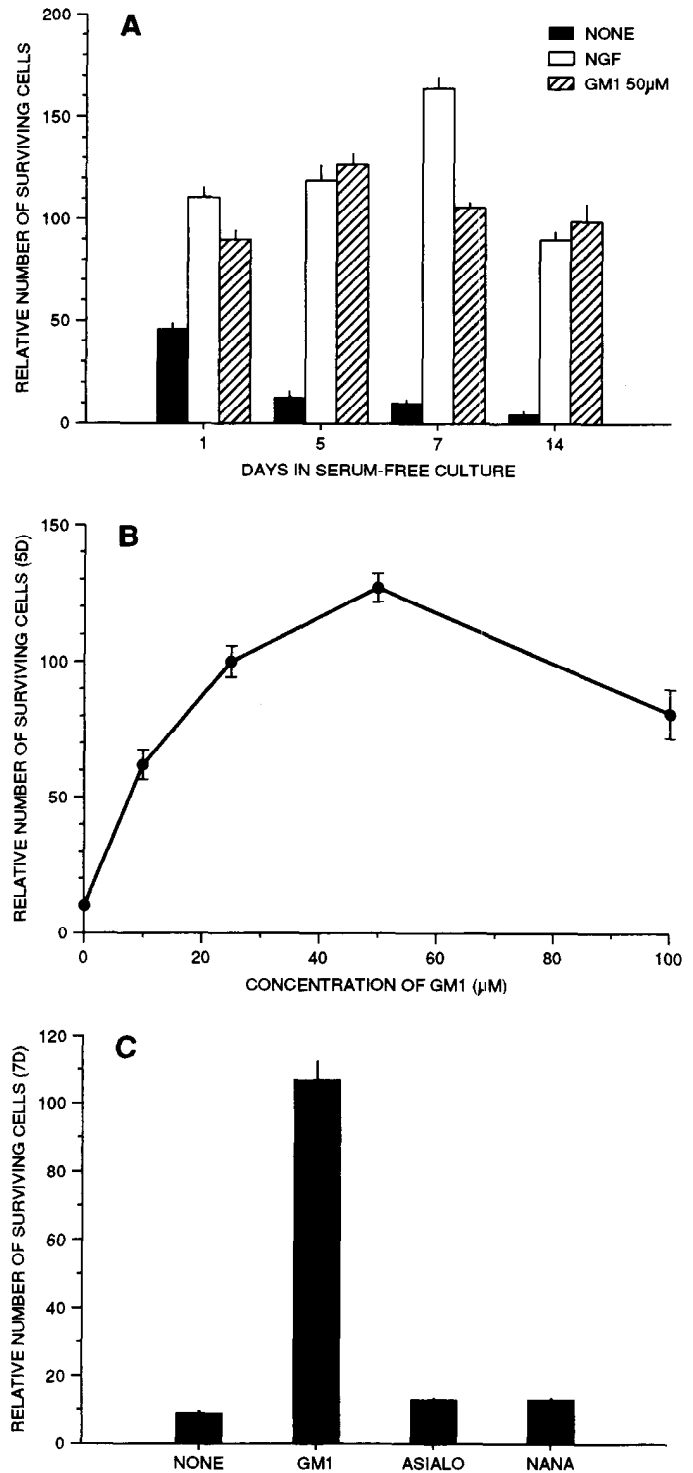 A
NONE
NGF
GM1 50µM
RELATIVE NUMBER OF SURVIVING CELLS
200
150
100
50
0
1 5 7 14
DAYS IN SERUM-FREE CULTURE
B
RELATIVE NUMBER OF SURVIVING CELLS (5D)
150
100
50
0
0 20 40 60 80 100
CONCENTRATION OF GM1 (µM)
C
RELATIVE NUMBER OF SURVIVING CELLS (7D)
120
100
80
60
40
20
0
NONE GM1 ASIALO NANA